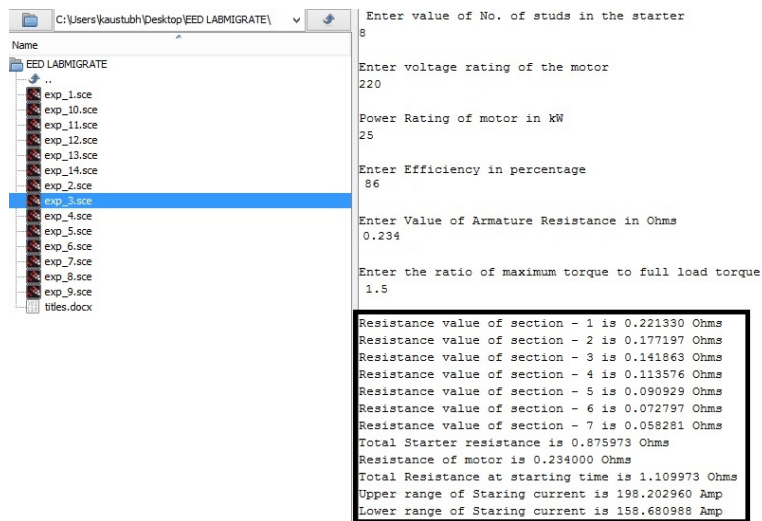 C:\Users\kaustubh\Desktop\EED LABMIGRATE\
Name
EED LABMIGRATE
..
exp_1.sce
exp_10.sce
exp_11.sce
exp_12.sce
exp_13.sce
exp_14.sce
exp_2.sce
exp_3.sce
exp_4.sce
exp_5.sce
exp_6.sce
exp_7.sce
exp_8.sce
exp_9.sce
titles.docx
Enter value of No. of studs in the starter
8
Enter voltage rating of the motor
220
Power Rating of motor in kW
25
Enter Efficiency in percentage
86
Enter Value of Armature Resistance in Ohms
0.234
Enter the ratio of maximum torque to full load torque
1.5
Resistance value of section - 1 is 0.221330 Ohms
Resistance value of section - 2 is 0.177197 Ohms
Resistance value of section - 3 is 0.141863 Ohms
Resistance value of section - 4 is 0.113576 Ohms
Resistance value of section - 5 is 0.090929 Ohms
Resistance value of section - 6 is 0.072797 Ohms
Resistance value of section - 7 is 0.058281 Ohms
Total Starter resistance is 0.875973 Ohms
Resistance of motor is 0.234000 Ohms
Total Resistance at starting time is 1.109973 Ohms
Upper range of Staring current is 198.202960 Amp
Lower range of Staring current is 158.680988 Amp